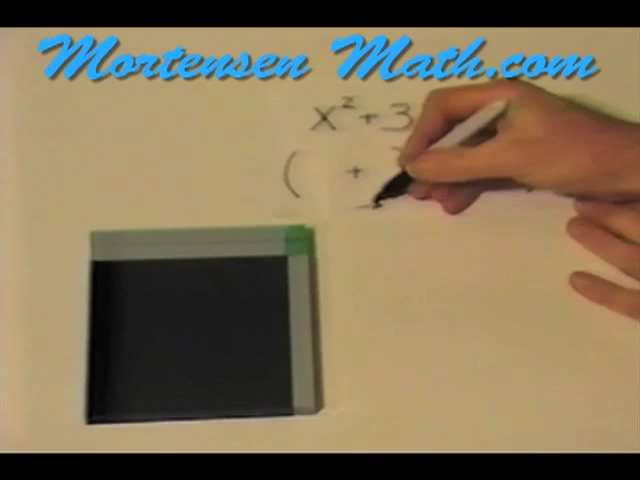 Mortensen Math.com
x² + 3
( +